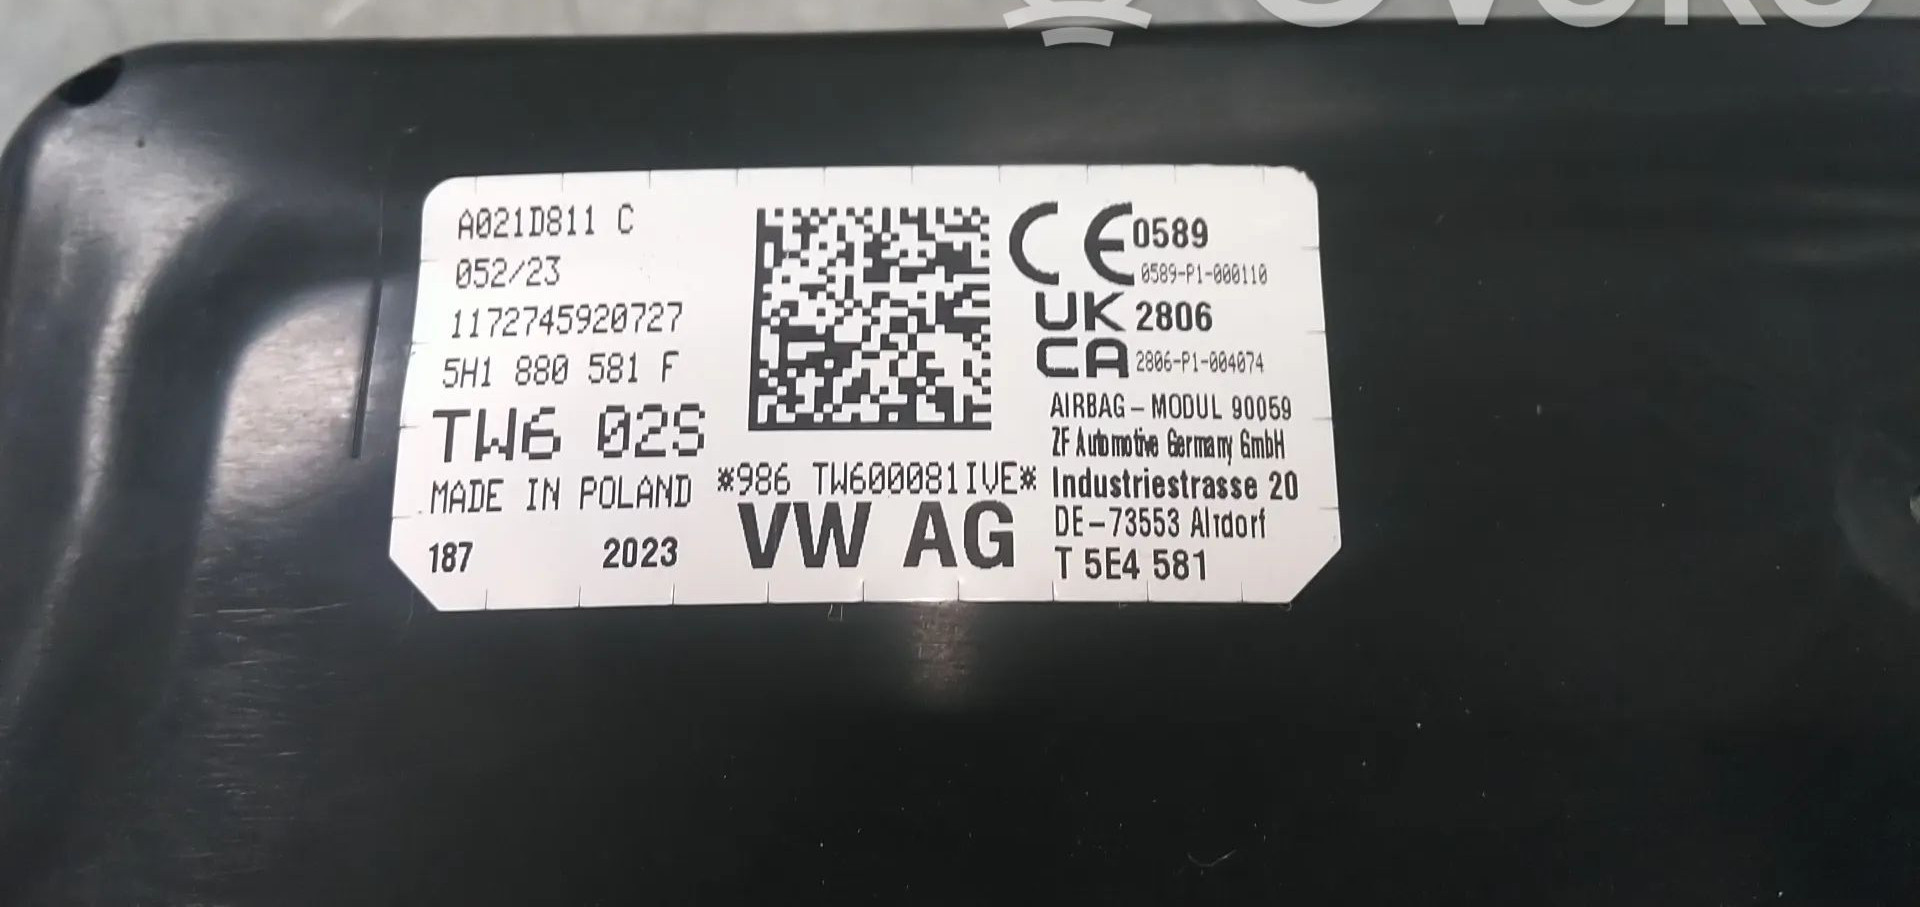 A021D811 C
052/23
1172745920727
5H1 880 581 F
TW6 02S
MADE IN POLAND
187 2023
*986 TW600081IVE*
VW AG
CE 0589
0589-P1-000110
UK 2806
CA 2806-P1-004074
AIRBAG - MODUL 90059
ZF Automotive Germany GmbH
Industriestrasse 20
DE-73553 Alfdorf
T 5E4 581